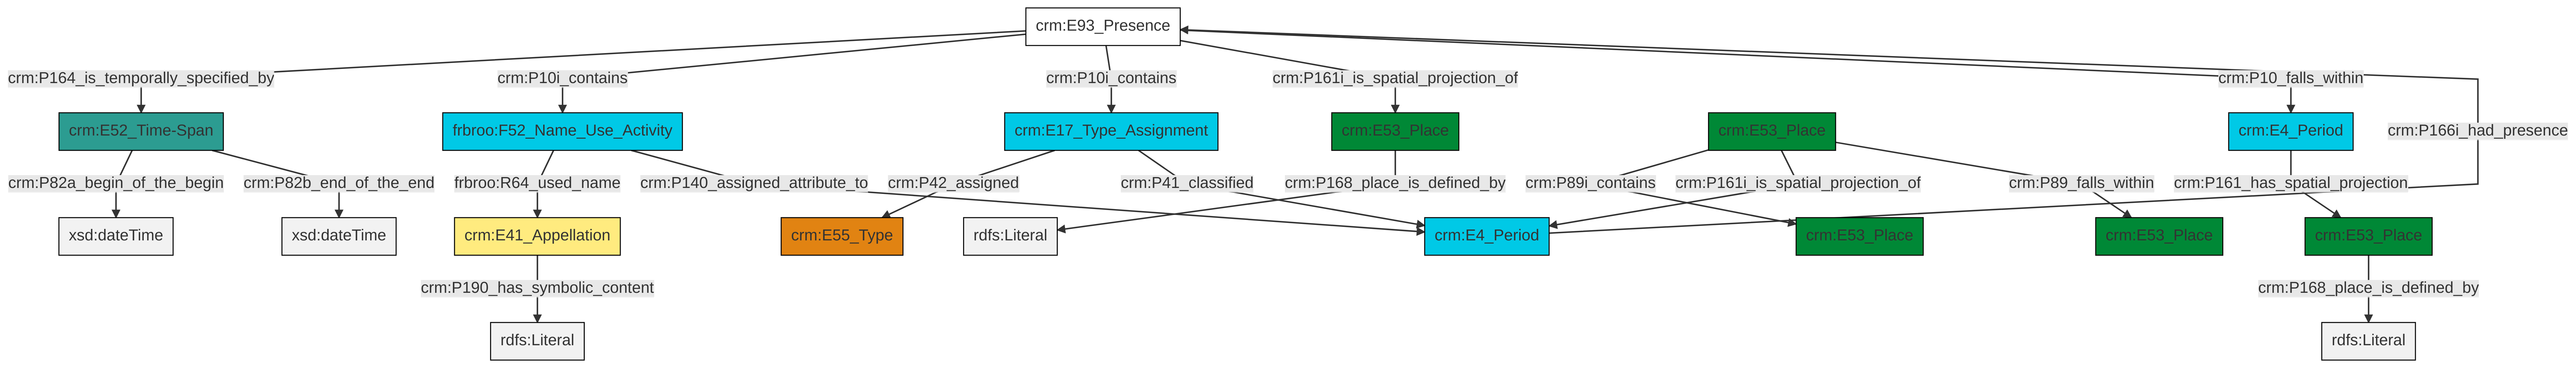 crm:E93_Presence
crm:P164_is_temporally_specified_by
crm:P10i_contains
crm:P10i_contains
crm:P161i_is_spatial_projection_of
crm:P10_falls_within
crm:E52_Time-Span
frbroo:F52_Name_Use_Activity
crm:E17_Type_Assignment
crm:E53_Place
crm:E53_Place
crm:E4_Period
crm:P166i_had_presence
crm:P82a_begin_of_the_begin
crm:P82b_end_of_the_end
frbroo:R64_used_name
crm:P140_assigned_attribute_to
crm:P42_assigned
crm:P41_classified
crm:P168_place_is_defined_by
crm:P89i_contains
crm:P161i_is_spatial_projection_of
crm:P89_falls_within
crm:P161_has_spatial_projection
xsd:dateTime
xsd:dateTime
crm:E41_Appellation
crm:E55_Type
rdfs:Literal
crm:E4_Period
crm:E53_Place
crm:E53_Place
crm:E53_Place
crm:P190_has_symbolic_content
crm:P168_place_is_defined_by
rdfs:Literal
rdfs:Literal